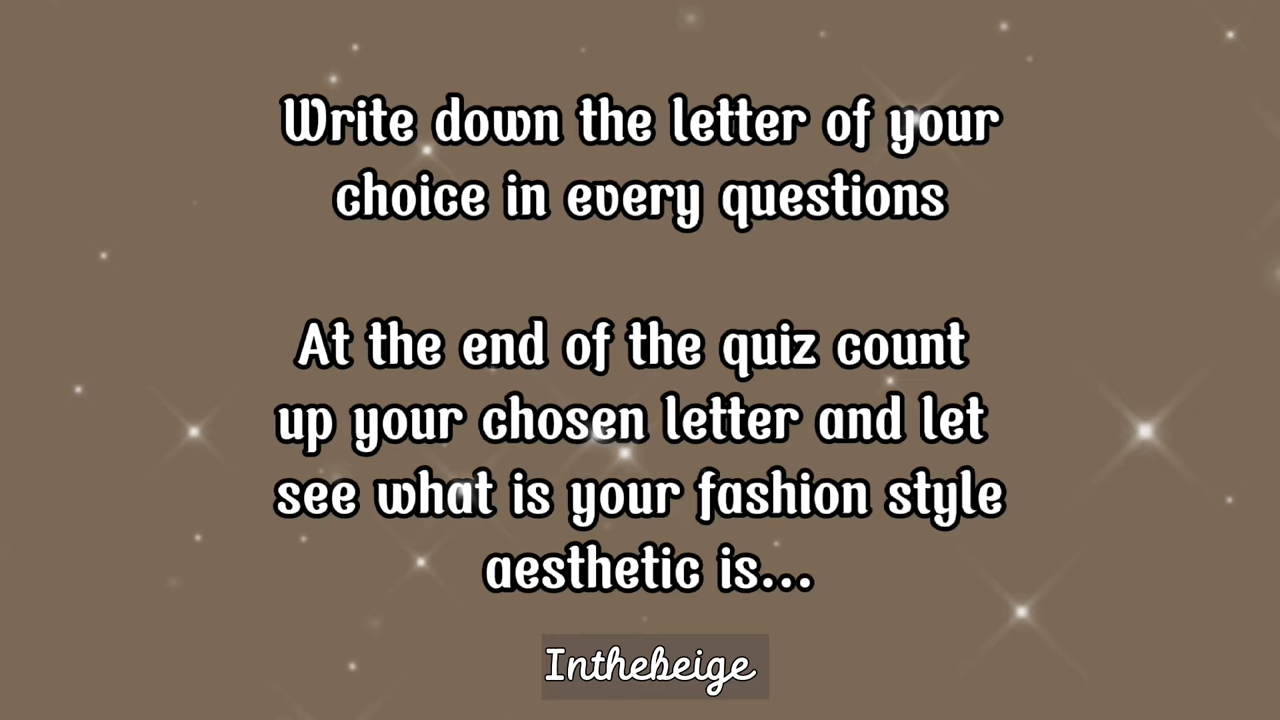 Write down the letter of your
choice in every questions
At the end of the quiz count
up your chosen letter and let
see what is your fashion style
aesthetic is...
Inthebeige